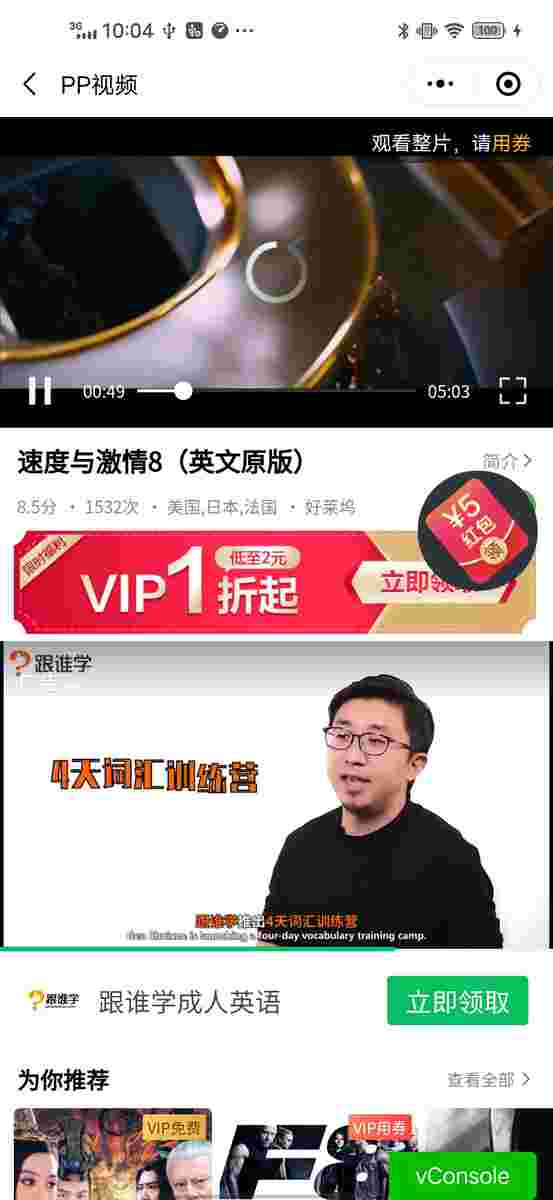 3G 10:04 100
PP视频
观看整片，请用券
00:49 05:03
速度与激情8（英文原版）
简介
8.5分 · 1532次 · 美国,日本,法国 · 好莱坞
¥5
红包
领
限时福利
VIP1折起
低至2元
立即领取
跟谁学
4天词汇训练营
跟谁学推出4天词汇训练营
is launching a four-day vocabulary training camp.
跟谁学
跟谁学成人英语
立即领取
为你推荐
查看全部
VIP免费
VIP用券
F8
vConsole